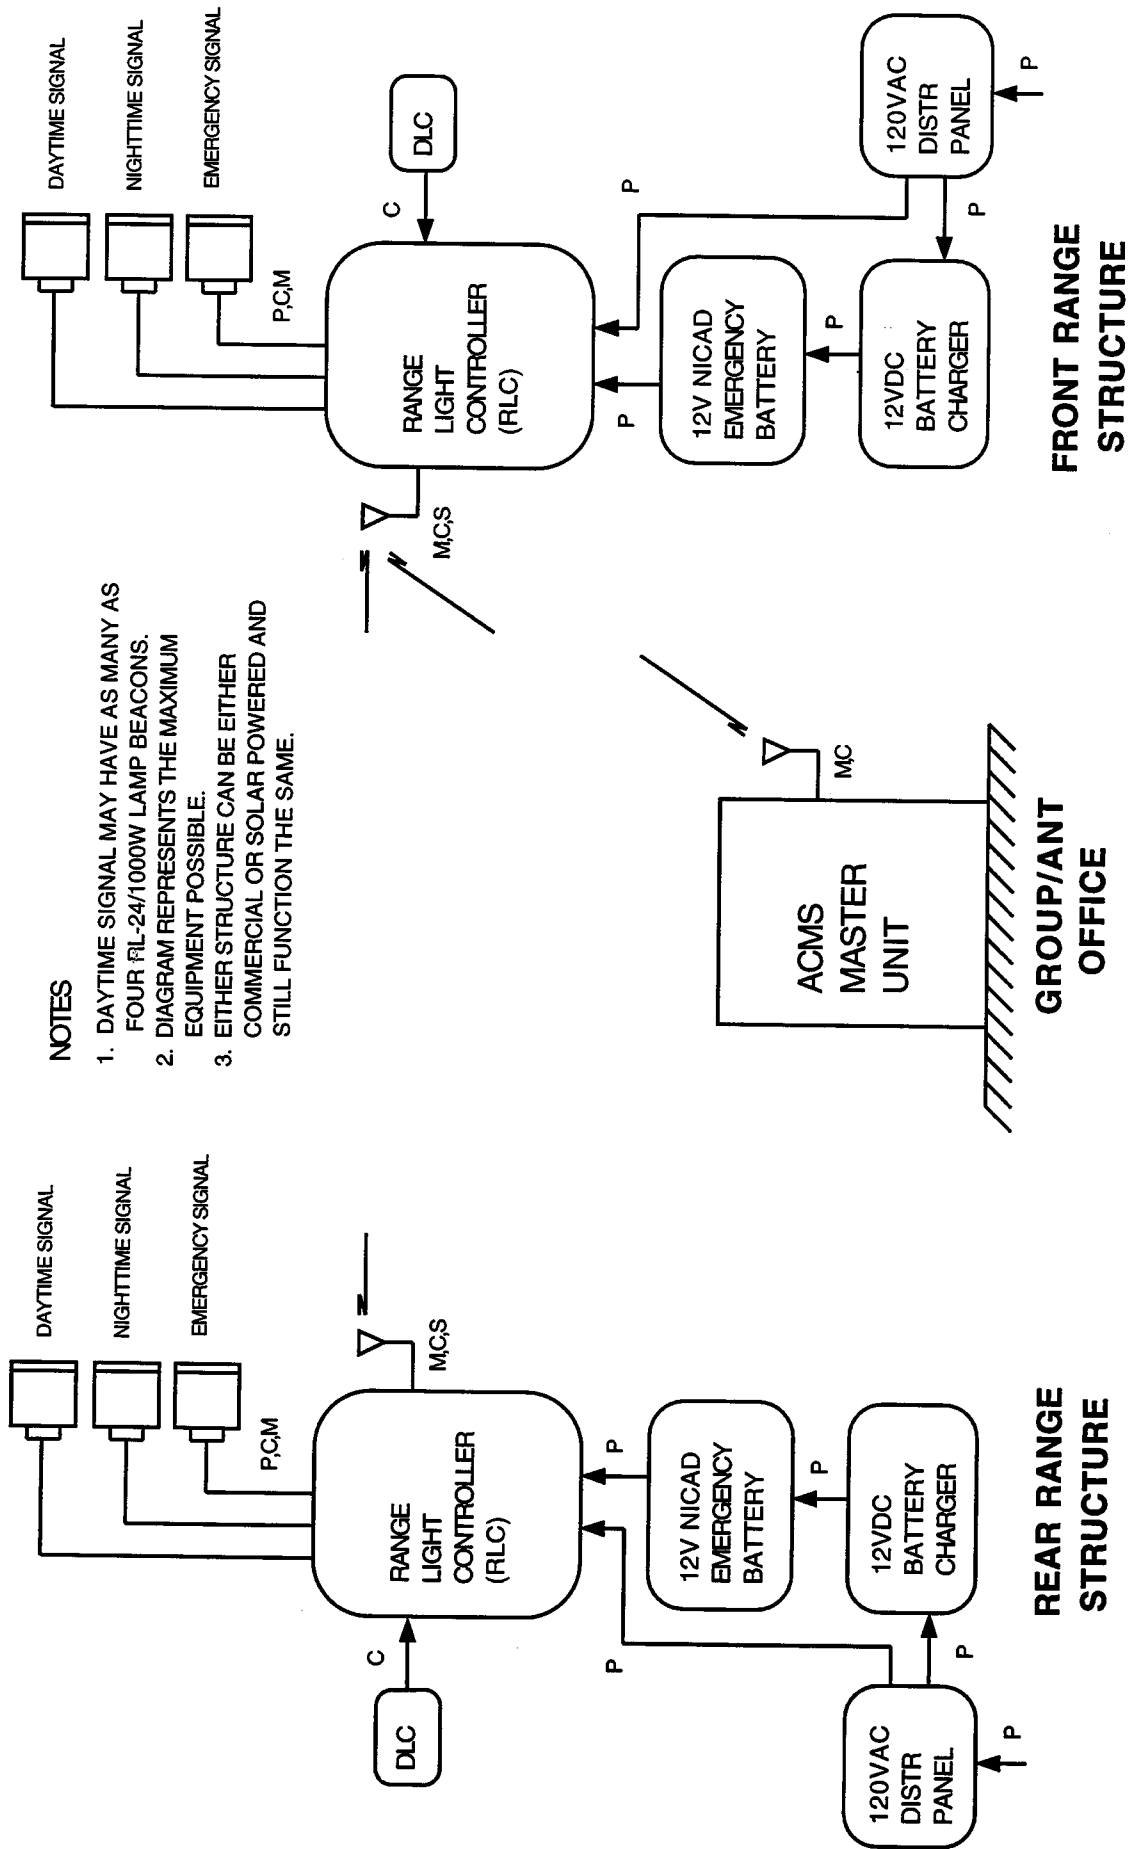 DAYTIME SIGNAL
NIGHTTIME SIGNAL
EMERGENCY SIGNAL
P,C,M
DLC
C
RANGE
LIGHT
CONTROLLER
(RLC)
M,C,S
P
P
12V NICAD
EMERGENCY
BATTERY
P
12VDC
BATTERY
CHARGER
P
120VAC
DISTR
PANEL
P
REAR RANGE
STRUCTURE
NOTES
1. DAYTIME SIGNAL MAY HAVE AS MANY AS
FOUR RL-24/1000W LAMP BEACONS.
2. DIAGRAM REPRESENTS THE MAXIMUM
EQUIPMENT POSSIBLE.
3. EITHER STRUCTURE CAN BE EITHER
COMMERCIAL OR SOLAR POWERED AND
STILL FUNCTION THE SAME.
ACMS
MASTER
UNIT
M,C
GROUP/ANT
OFFICE
DAYTIME SIGNAL
NIGHTTIME SIGNAL
EMERGENCY SIGNAL
P,C,M
M,C,S
RANGE
LIGHT
CONTROLLER
(RLC)
C
DLC
P
P
12V NICAD
EMERGENCY
BATTERY
P
12VDC
BATTERY
CHARGER
P
120VAC
DISTR
PANEL
P
FRONT RANGE
STRUCTURE